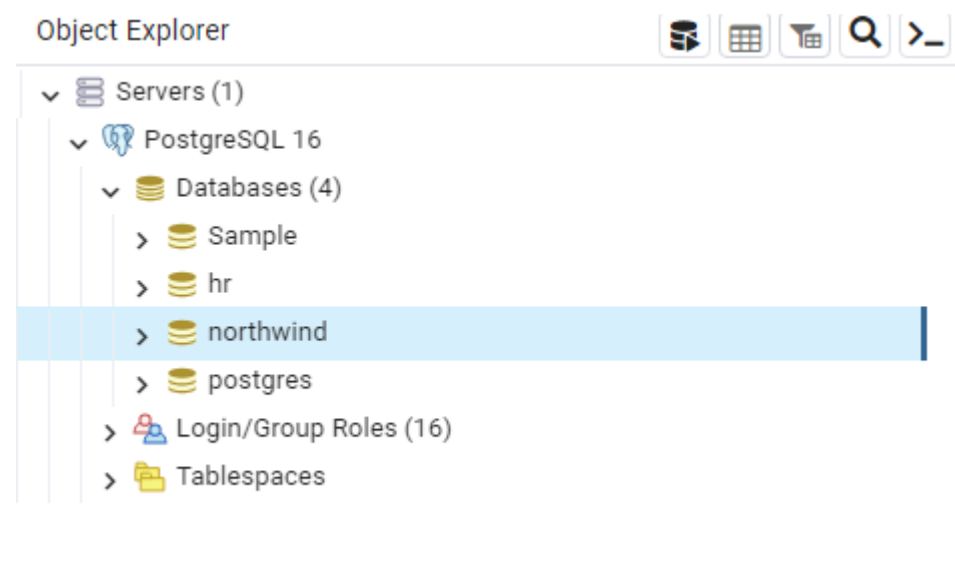 Object Explorer
Servers (1)
PostgreSQL 16
Databases (4)
Sample
hr
northwind
postgres
Login/Group Roles (16)
Tablespaces